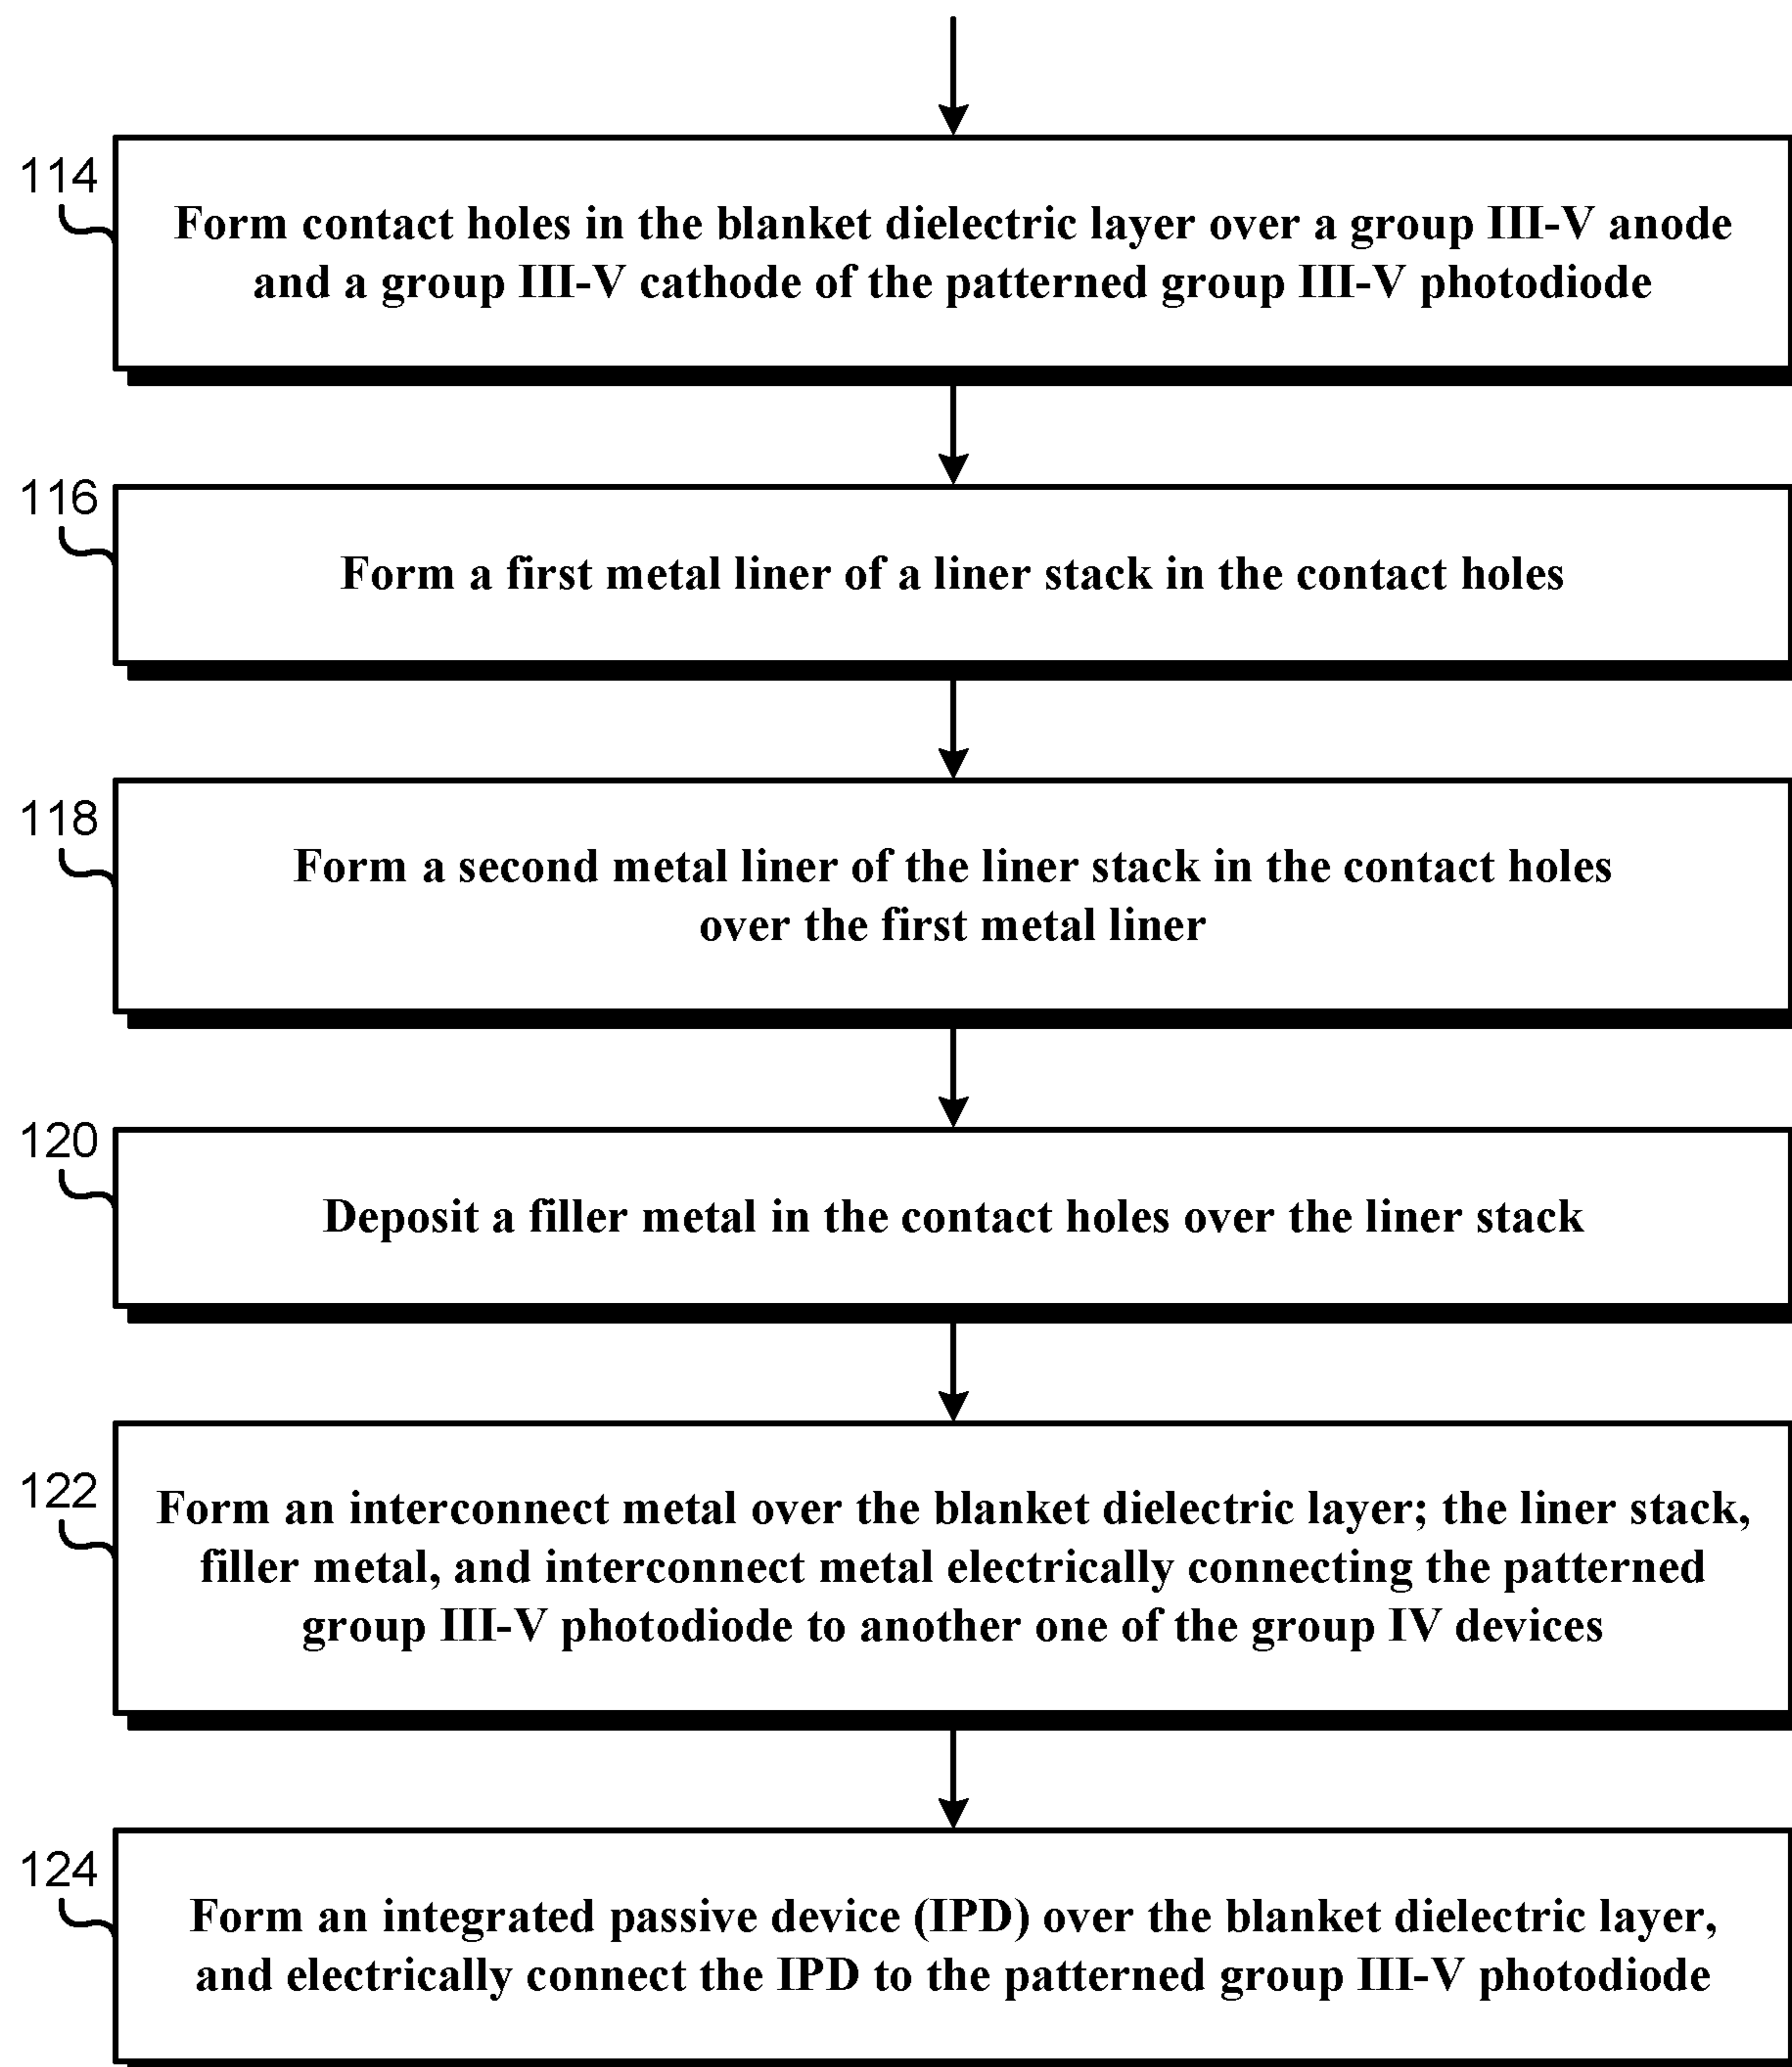 114
Form contact holes in the blanket dielectric layer over a group III-V anode
and a group III-V cathode of the patterned group III-V photodiode
116
Form a first metal liner of a liner stack in the contact holes
118
Form a second metal liner of the liner stack in the contact holes
over the first metal liner
120
Deposit a filler metal in the contact holes over the liner stack
122
Form an interconnect metal over the blanket dielectric layer; the liner stack,
filler metal, and interconnect metal electrically connecting the patterned
group III-V photodiode to another one of the group IV devices
124
Form an integrated passive device (IPD) over the blanket dielectric layer,
and electrically connect the IPD to the patterned group III-V photodiode